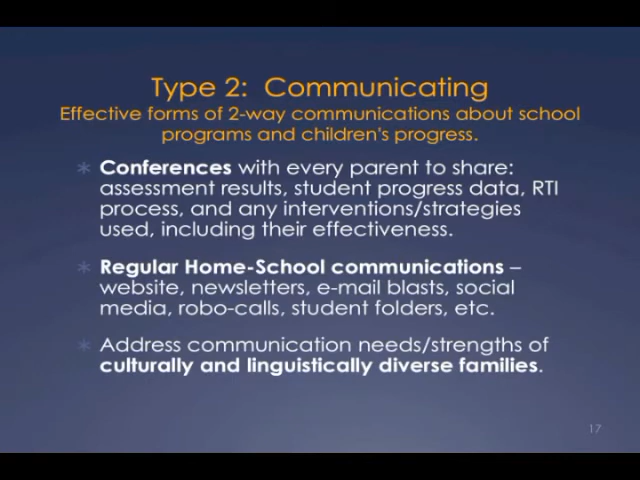 Type 2:  Communicating
Effective forms of 2-way communications about school
programs and children's progress.
Conferences with every parent to share:
assessment results, student progress data, RTI
process, and any interventions/strategies
used, including their effectiveness.
Regular Home-School communications –
website, newsletters, e-mail blasts, social
media, robo-calls, student folders, etc.
Address communication needs/strengths of
culturally and linguistically diverse families.
17